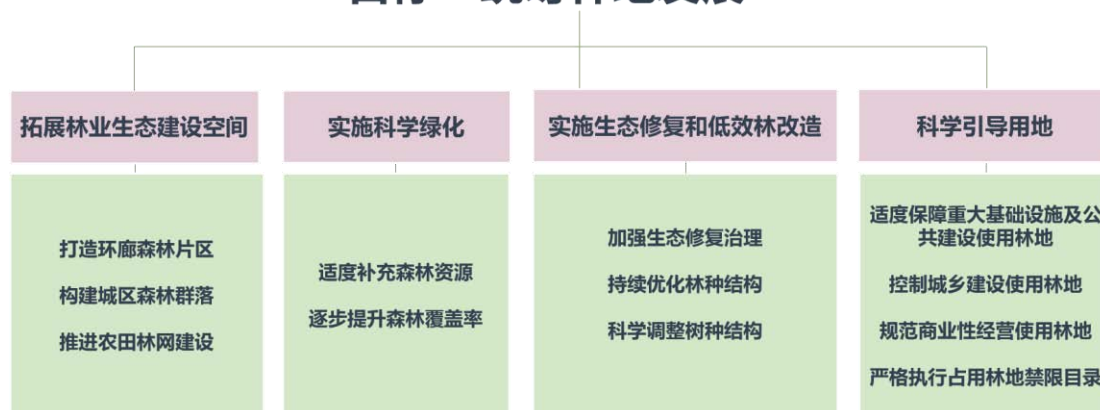 拓展林业生态建设空间
打造环廊森林片区
构建城区森林群落
推进农田林网建设
实施科学绿化
适度补充森林资源
逐步提升森林覆盖率
实施生态修复和低效林改造
加强生态修复治理
持续优化林种结构
科学调整树种结构
科学引导用地
适度保障重大基础设施及公
共建设使用林地
控制城乡建设使用林地
规范商业性经营使用林地
严格执行占用林地禁限目录